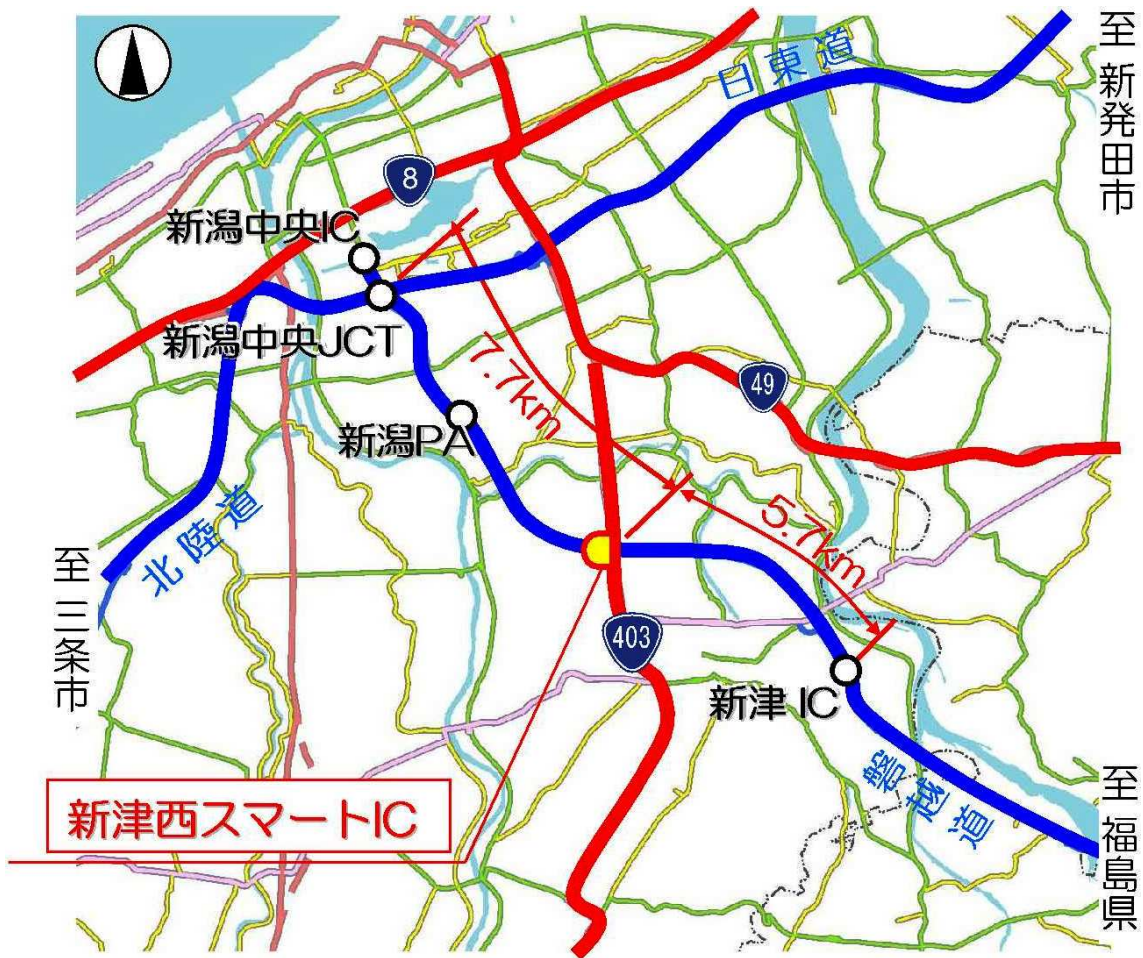 日東道
至 新発田市
8
新潟中央IC
新潟中央JCT
7.7km
49
新潟PA
北陸道
5.7km
至 三条市
403
新津 IC
磐越道
新津西スマートIC
至 福島県